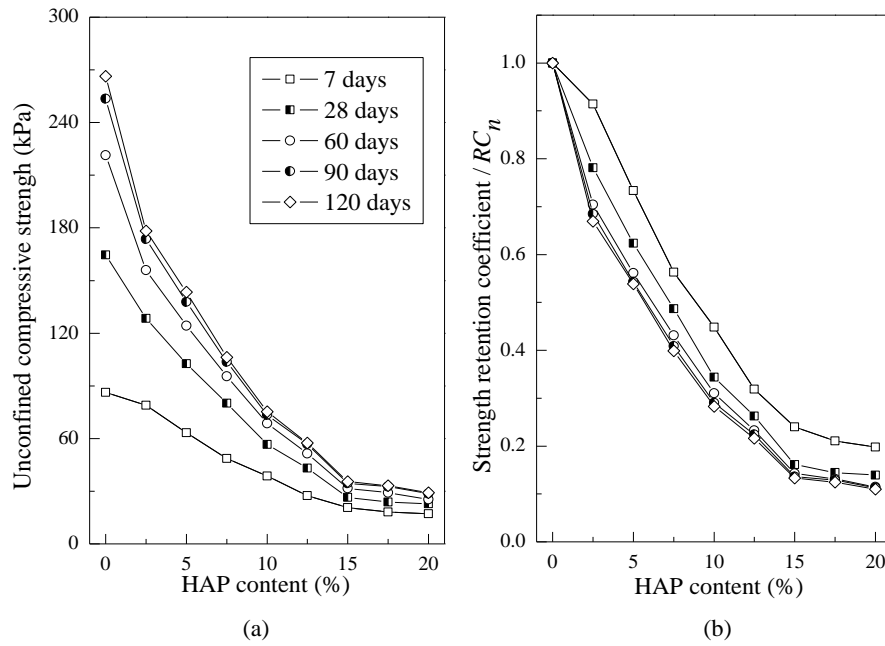 300
240
180
120
60
0
Unconfined compressive strengh (kPa)
7 days
28 days
60 days
90 days
120 days
0
5
10
15
20
HAP content (%)
(a)
1.0
0.8
0.6
0.4
0.2
0.0
Strength retention coefficient / RCn
0
5
10
15
20
HAP content (%)
(b)